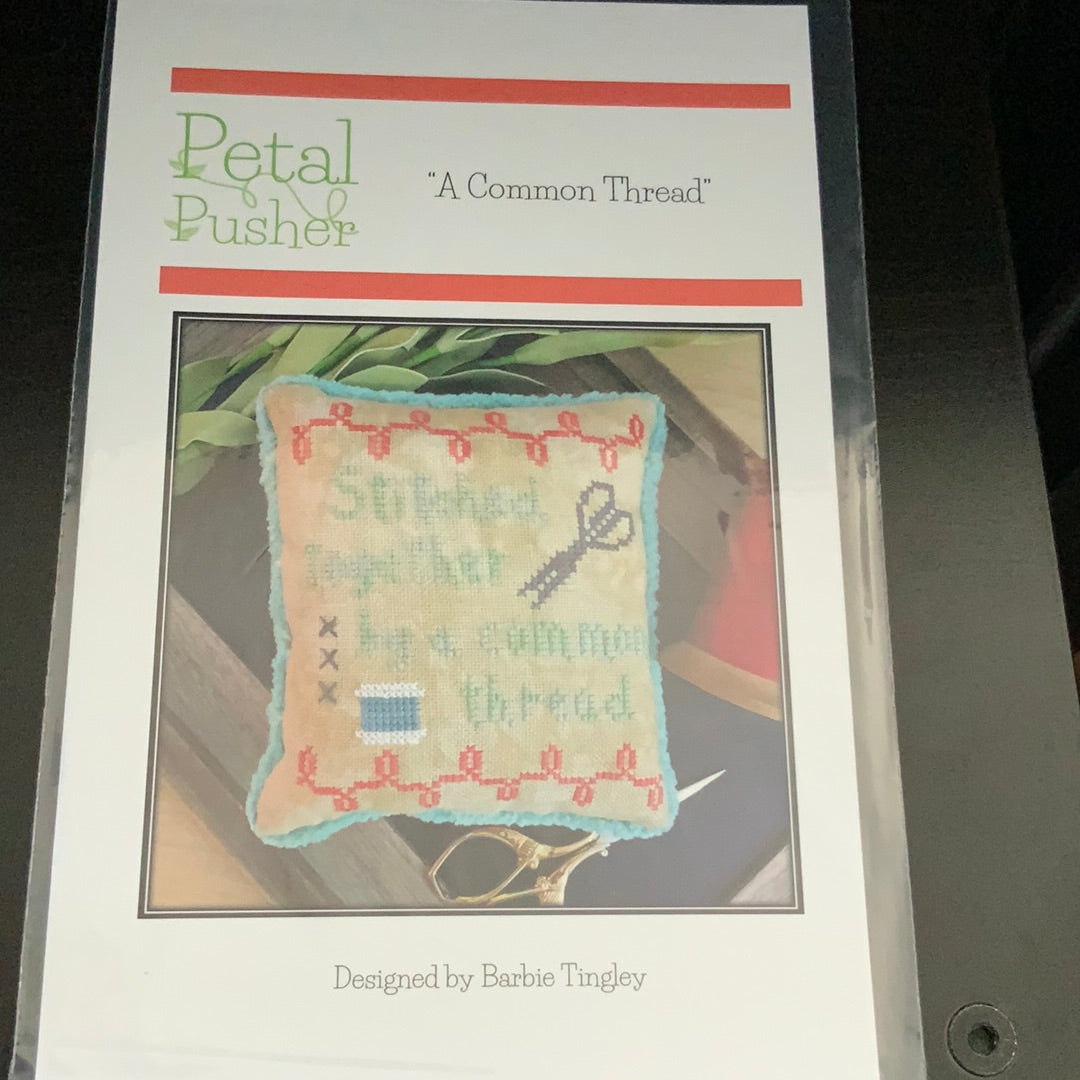 Petal
Pusher
“A Common Thread”
Stitched
together
by a common
thread
Designed by Barbie Tingley